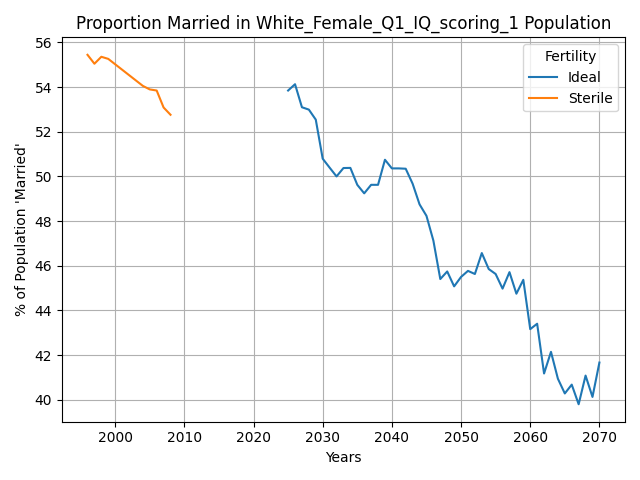 Proportion Married in White_Female_Q1_IQ_scoring_1 Population
Fertility
Ideal
Sterile
% of Population 'Married'
56
54
52
50
48
46
44
42
40
2000
2010
2020
2030
2040
2050
2060
2070
Years